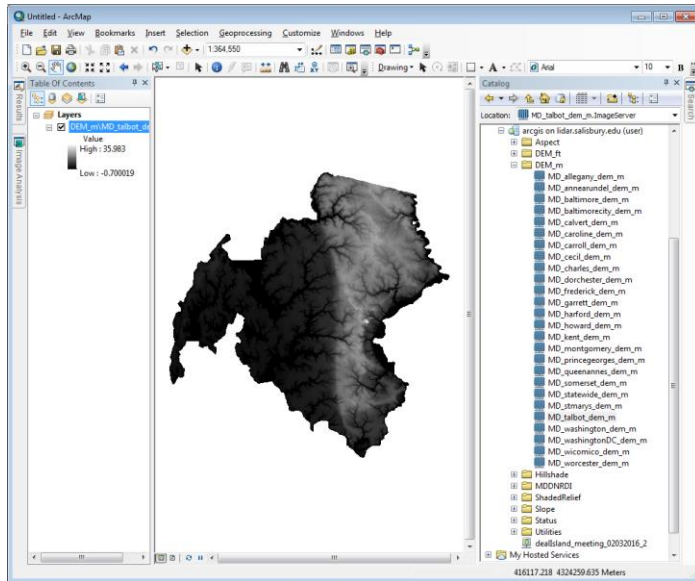 Untitled - ArcMap
File Edit View Bookmarks Insert Selection Geoprocessing Customize Windows Help
1:364,550
Drawing Arial 10 B
Table Of Contents
Catalog
Results
Image Analysis
Search
Layers
DEM_m\MD_talbot_de
Value
High : 35.983
Low : -0.700019
Location: MD_talbot_dem_m.ImageServer
arcgis on lidar.salisbury.edu (user)
Aspect
DEM_ft
DEM_m
MD_allegany_dem_m
MD_annearundel_dem_m
MD_baltimore_dem_m
MD_baltimorecity_dem_m
MD_calvert_dem_m
MD_caroline_dem_m
MD_carroll_dem_m
MD_cecil_dem_m
MD_charles_dem_m
MD_dorchester_dem_m
MD_frederick_dem_m
MD_garrett_dem_m
MD_harford_dem_m
MD_howard_dem_m
MD_kent_dem_m
MD_montgomery_dem_m
MD_princegeorges_dem_m
MD_queenannes_dem_m
MD_somerset_dem_m
MD_statewide_dem_m
MD_stmarys_dem_m
MD_talbot_dem_m
MD_washington_dem_m
MD_washingtonDC_dem_m
MD_wicomico_dem_m
MD_worcester_dem_m
Hillshade
MDDNRDI
ShadedRelief
Slope
Status
Utilities
dealIsland_meeting_02032016_2
My Hosted Services
416117.218 4324259.635 Meters